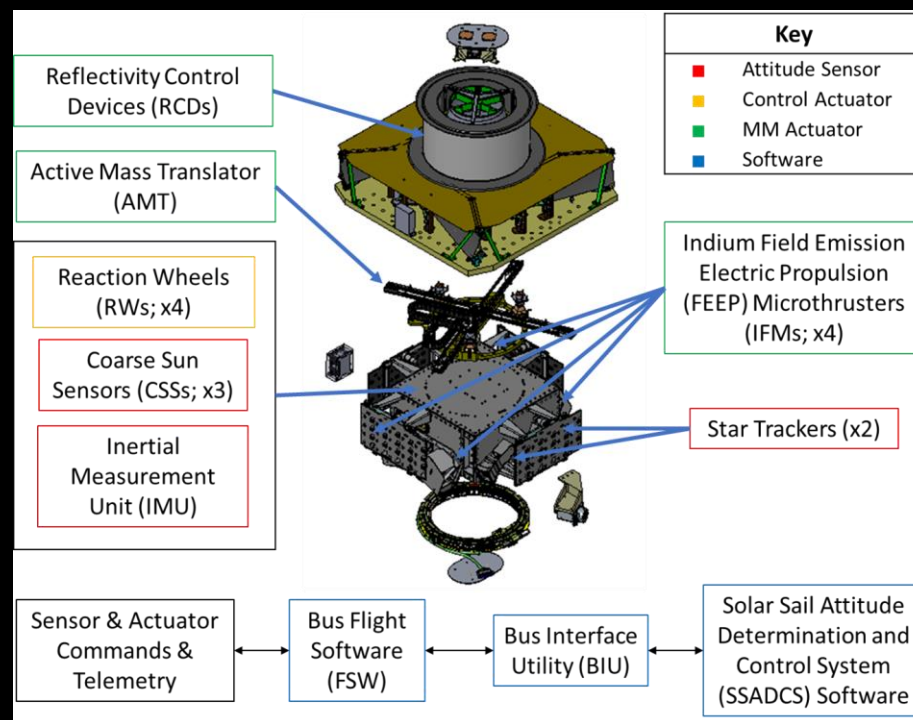 Reflectivity Control
Devices (RCDs)
Active Mass Translator
(AMT)
Reaction Wheels
(RWs; x4)
Coarse Sun
Sensors (CSSs; x3)
Inertial
Measurement
Unit (IMU)
Key
Attitude Sensor
Control Actuator
MM Actuator
Software
Indium Field Emission
Electric Propulsion
(FEEP) Microthrusters
(IFMs; x4)
Star Trackers (x2)
Sensor & Actuator
Commands &
Telemetry
Bus Flight
Software
(FSW)
Bus Interface
Utility (BIU)
Solar Sail Attitude
Determination and
Control System
(SSADCS) Software